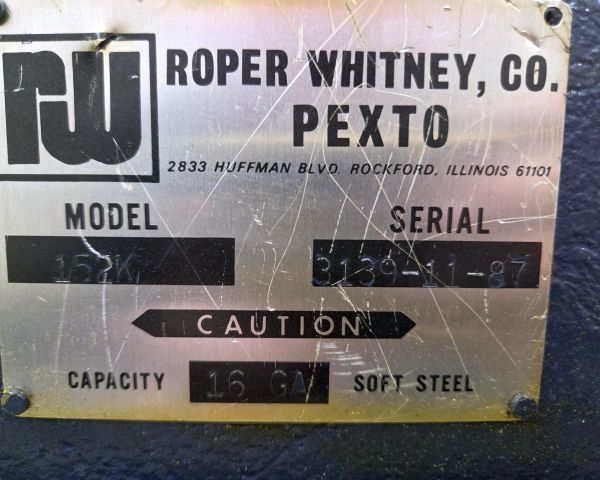 rw
ROPER WHITNEY, CO.
PEXTO
2833 HUFFMAN BLVD. ROCKFORD, ILLINOIS 61101
MODEL SERIAL
152K 3139-11-87
CAUTION
CAPACITY 16 GA SOFT STEEL